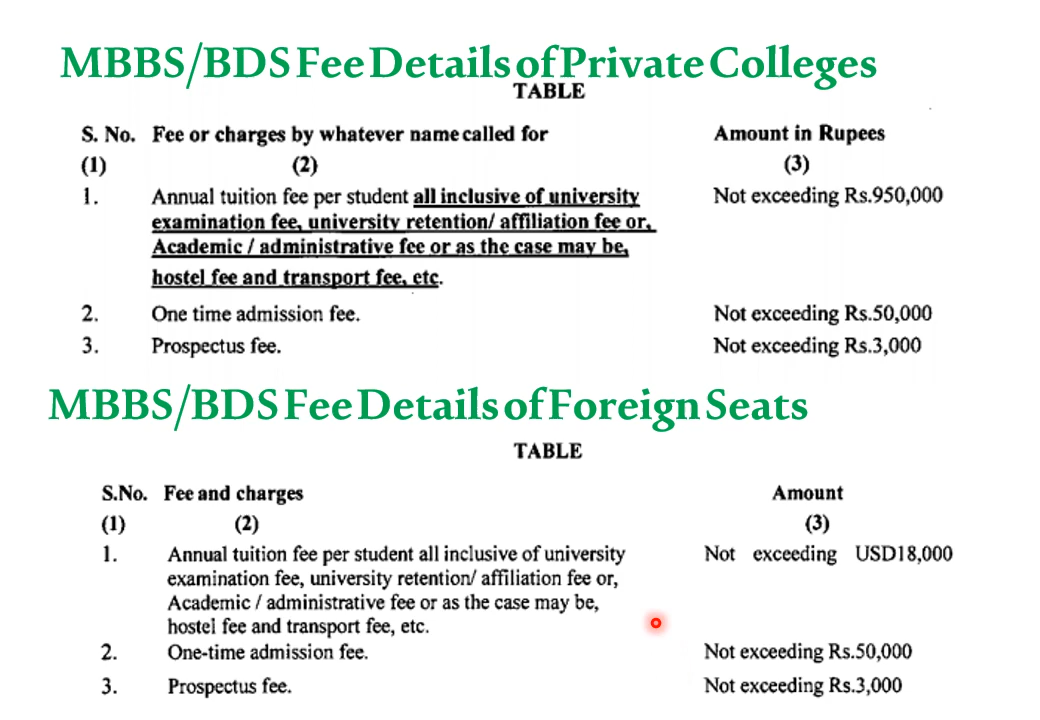 MBBS/BDS Fee Details of Private Colleges
TABLE
S. No. Fee or charges by whatever name called for Amount in Rupees
(1) (2) (3)
1. Annual tuition fee per student all inclusive of university Not exceeding Rs.950,000
examination fee, university retention/ affiliation fee or,
Academic / administrative fee or as the case may be,
hostel fee and transport fee, etc.
2. One time admission fee. Not exceeding Rs.50,000
3. Prospectus fee. Not exceeding Rs.3,000
MBBS/BDS Fee Details of Foreign Seats
TABLE
S.No. Fee and charges Amount
(1) (2) (3)
1. Annual tuition fee per student all inclusive of university Not exceeding USD18,000
examination fee, university retention/ affiliation fee or,
Academic / administrative fee or as the case may be,
hostel fee and transport fee, etc.
2. One-time admission fee. Not exceeding Rs.50,000
3. Prospectus fee. Not exceeding Rs.3,000